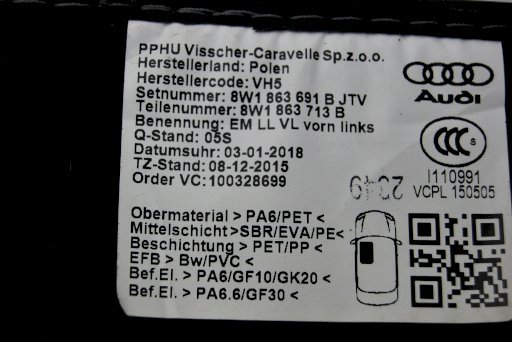 PPHU Visscher-Caravelle Sp.z.o.o.
Herstellerland: Polen
Herstellercode: VH5
Setnummer: 8W1 863 691 B JTV
Teilenummer: 8W1 863 713 B
Benennung: EM LL VL vorn links
Q-Stand: 05S
Datumsuhr: 03-01-2018
TZ-Stand: 08-12-2015
Order VC:100328699
Audi
CCC S
I110991
VCPL 150505
Obermaterial > PA6/PET <
Mittelschicht >SBR/EVA/PE<
Beschichtung > PET/PP <
EFB > Bw/PVC <
Bef.El. > PA6/GF10/GK20 <
Bef.El. > PA6.6/GF30 <